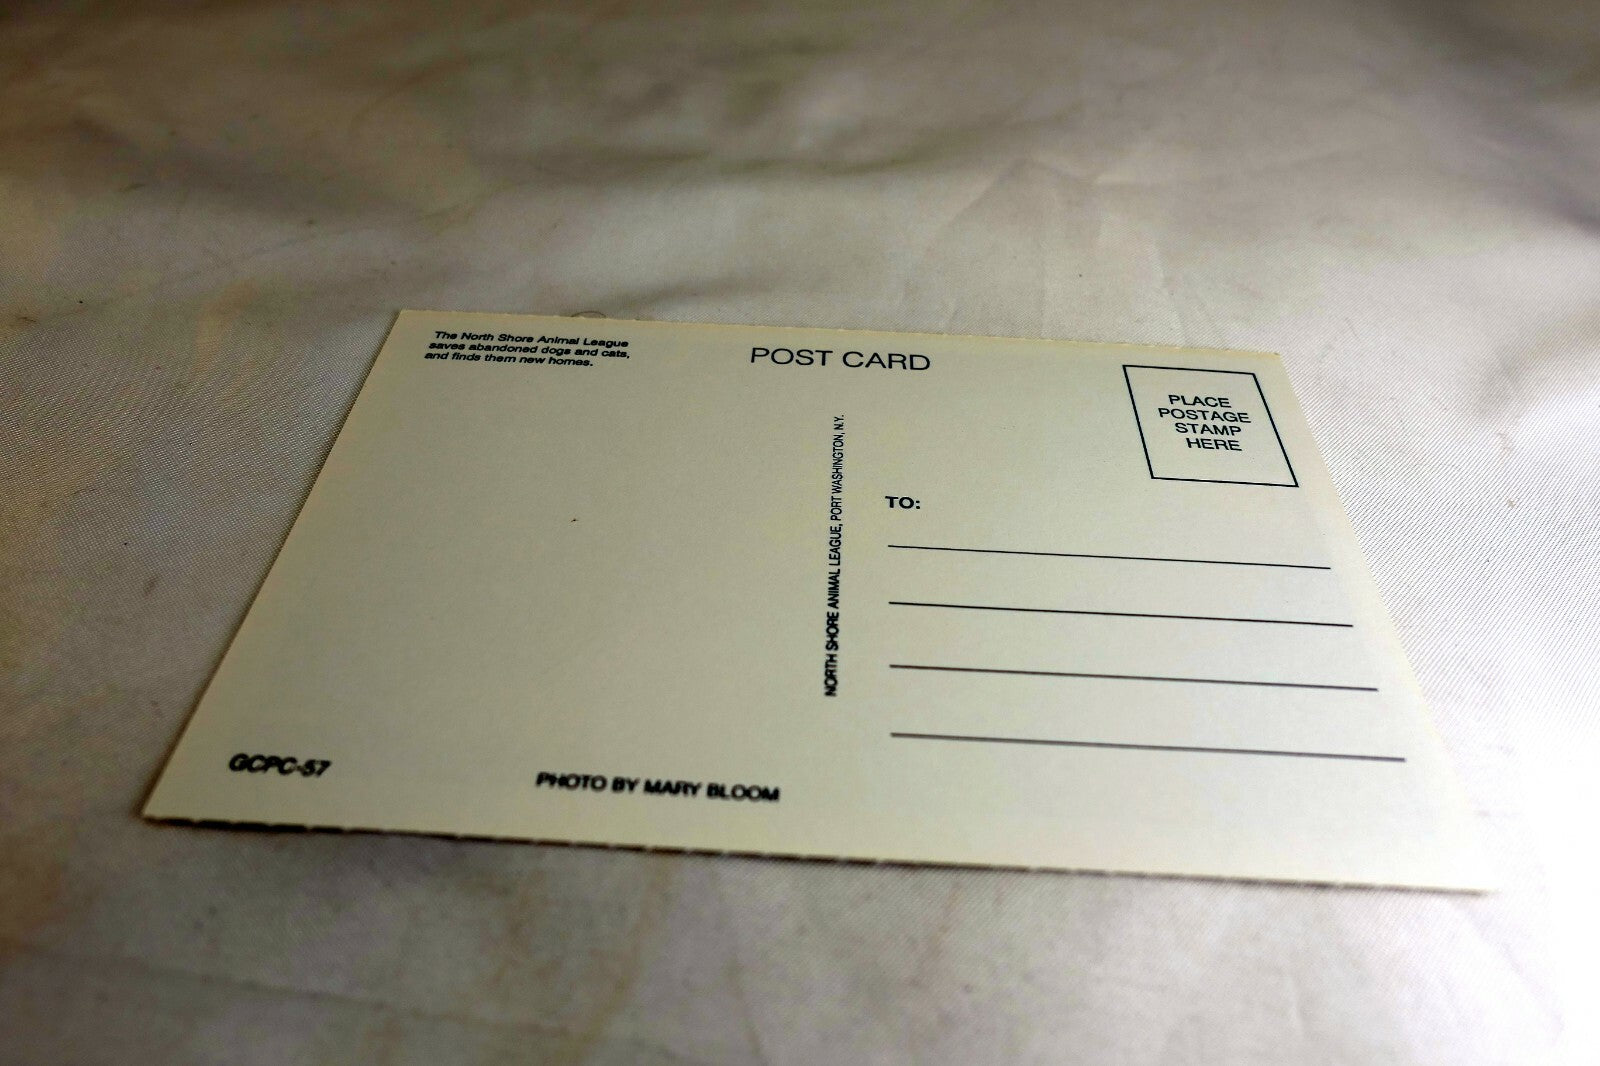 The North Shore Animal League
saves abandoned dogs and cats,
and finds them new homes.
POST CARD
PLACE
POSTAGE
STAMP
HERE
NORTH SHORE ANIMAL LEAGUE, PORT WASHINGTON, N.Y.
TO:
GCPC-57
PHOTO BY MARY BLOOM